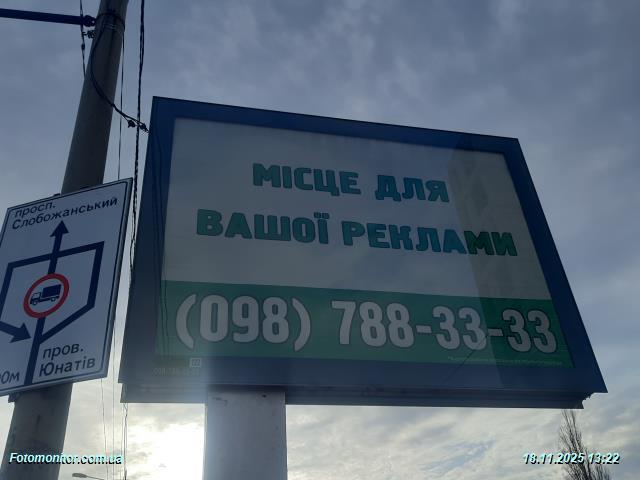 просп.
Слобожанський
пров.
Юнатів
МІСЦЕ ДЛЯ
ВАШОЇ РЕКЛАМИ
(098) 788-33-33
Fotomonitor.com.ua
18.11.2025 13:22